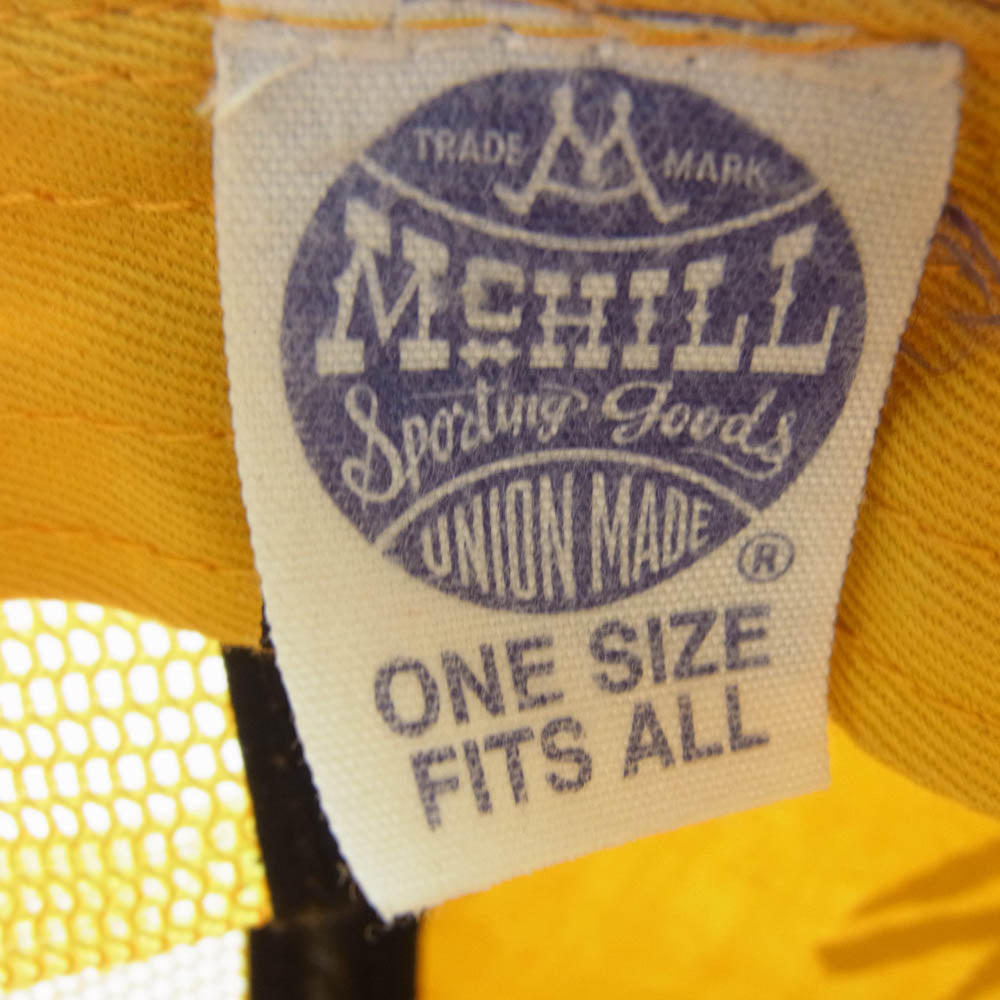 TRADE MARK
McHILL
Sporting Goods
UNION MADE
®
ONE SIZE
FITS ALL